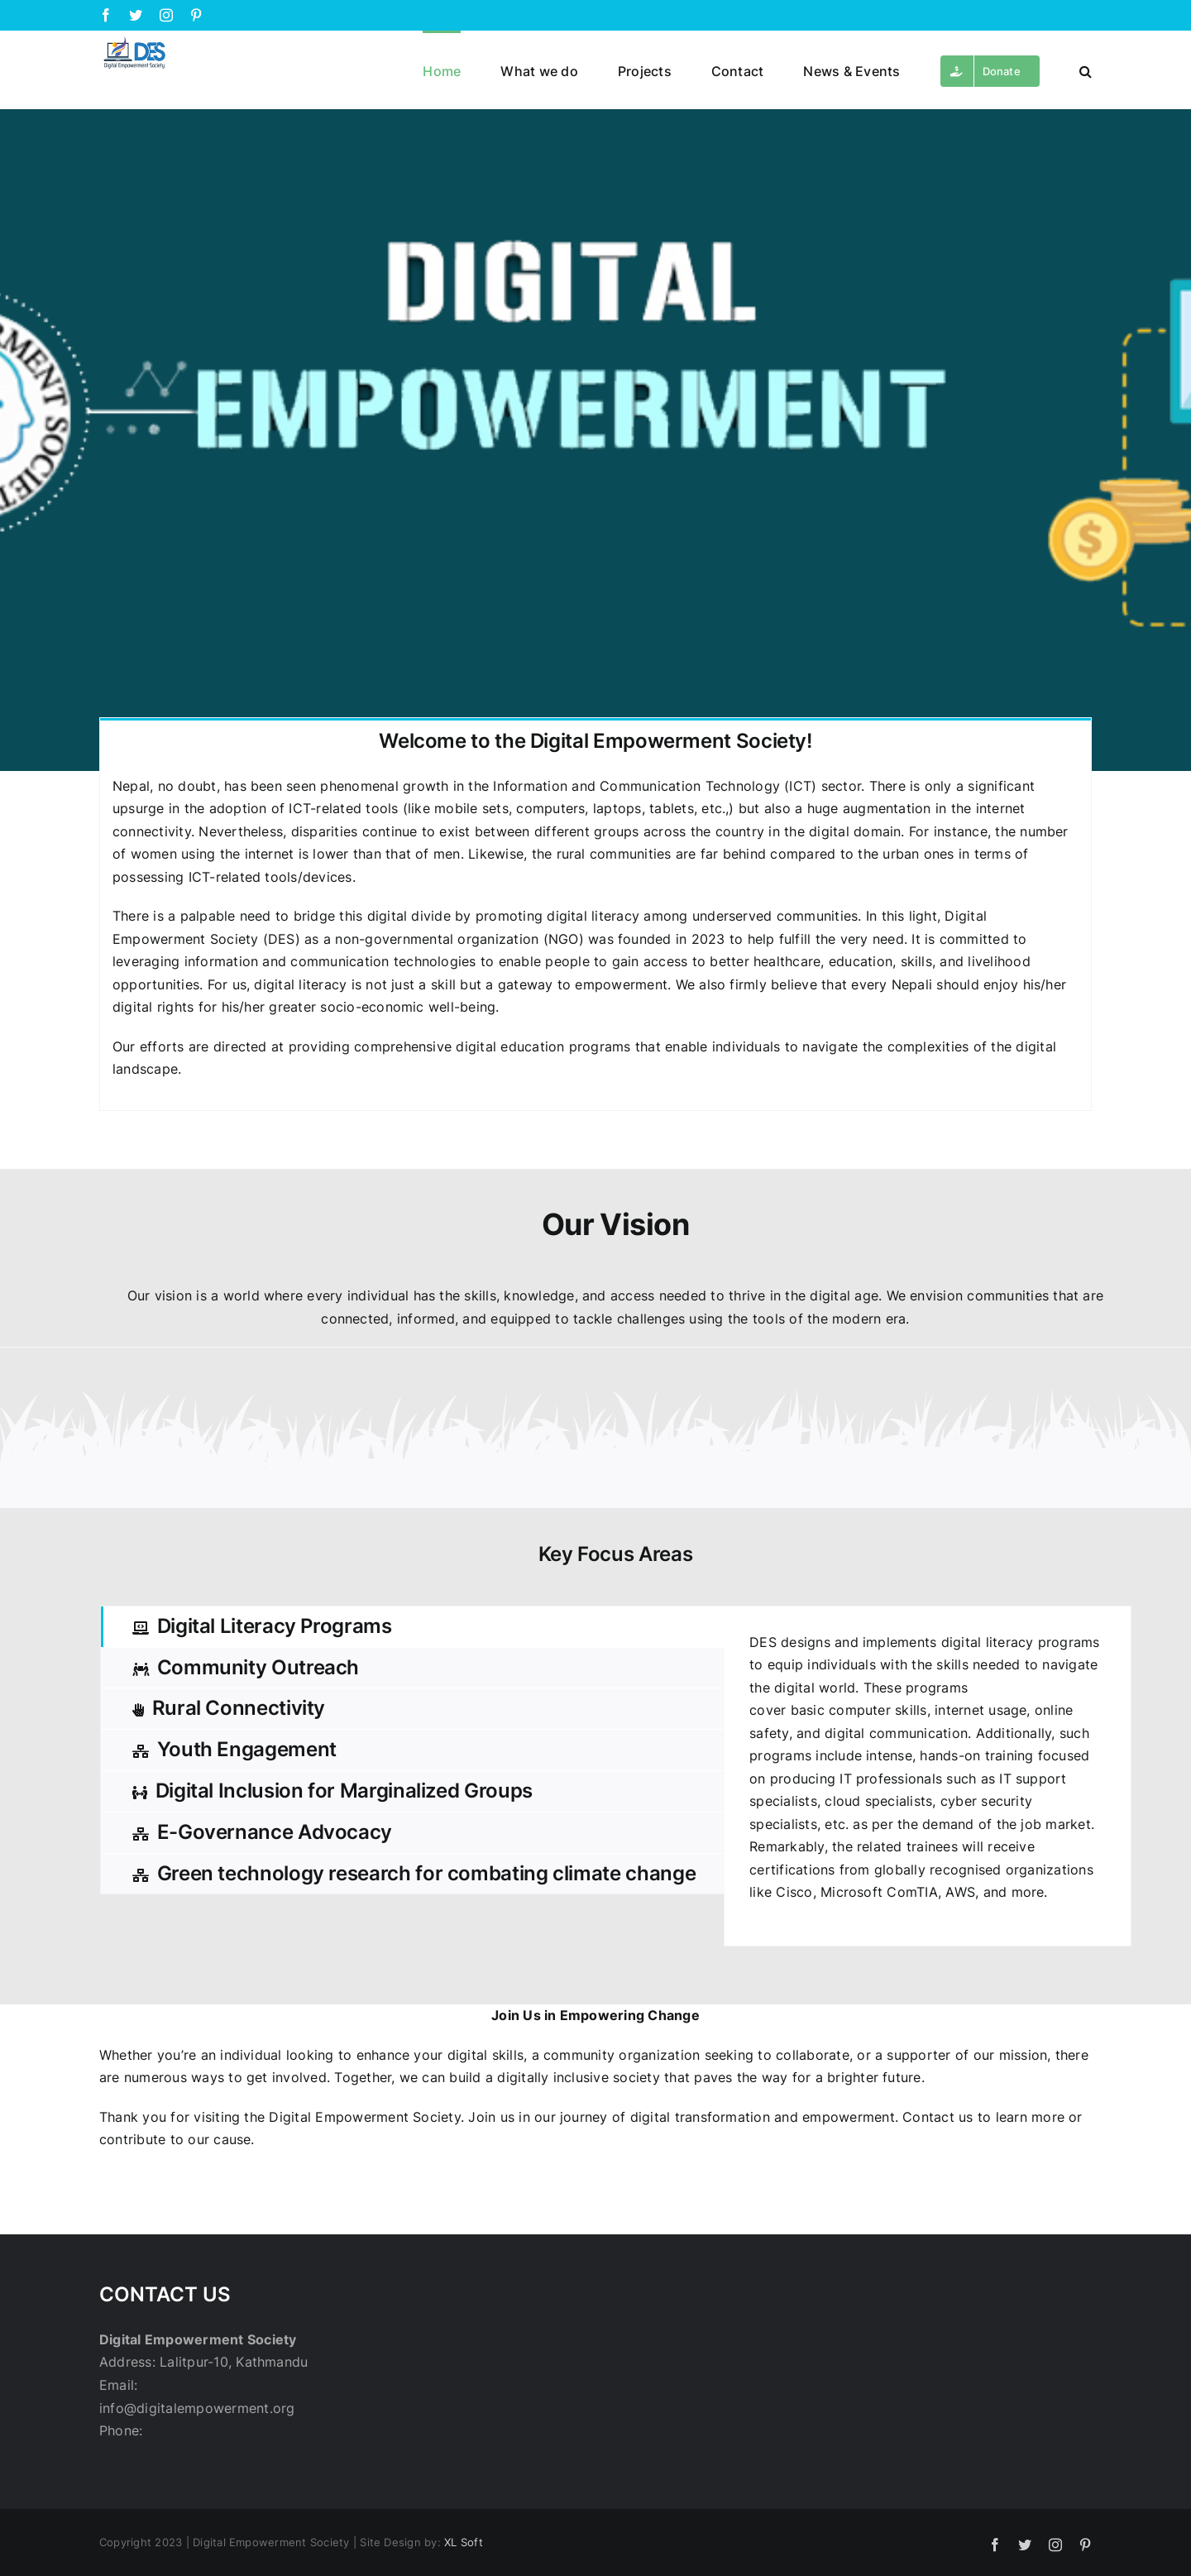 DES
Digital Empowerment Society
Home
What we do
Projects
Contact
News & Events
Donate
DIGITAL
EMPOWERMENT
Welcome to the Digital Empowerment Society!
Nepal, no doubt, has been seen phenomenal growth in the Information and Communication Technology (ICT) sector. There is only a significant
upsurge in the adoption of ICT-related tools (like mobile sets, computers, laptops, tablets, etc.,) but also a huge augmentation in the internet
connectivity. Nevertheless, disparities continue to exist between different groups across the country in the digital domain. For instance, the number
of women using the internet is lower than that of men. Likewise, the rural communities are far behind compared to the urban ones in terms of
possessing ICT-related tools/devices.
There is a palpable need to bridge this digital divide by promoting digital literacy among underserved communities. In this light, Digital
Empowerment Society (DES) as a non-governmental organization (NGO) was founded in 2023 to help fulfill the very need. It is committed to
leveraging information and communication technologies to enable people to gain access to better healthcare, education, skills, and livelihood
opportunities. For us, digital literacy is not just a skill but a gateway to empowerment. We also firmly believe that every Nepali should enjoy his/her
digital rights for his/her greater socio-economic well-being.
Our efforts are directed at providing comprehensive digital education programs that enable individuals to navigate the complexities of the digital
landscape.
Our Vision
Our vision is a world where every individual has the skills, knowledge, and access needed to thrive in the digital age. We envision communities that are
connected, informed, and equipped to tackle challenges using the tools of the modern era.
Key Focus Areas
Digital Literacy Programs
Community Outreach
Rural Connectivity
Youth Engagement
Digital Inclusion for Marginalized Groups
E-Governance Advocacy
Green technology research for combating climate change
DES designs and implements digital literacy programs
to equip individuals with the skills needed to navigate
the digital world. These programs
cover basic computer skills, internet usage, online
safety, and digital communication. Additionally, such
programs include intense, hands-on training focused
on producing IT professionals such as IT support
specialists, cloud specialists, cyber security
specialists, etc. as per the demand of the job market.
Remarkably, the related trainees will receive
certifications from globally recognised organizations
like Cisco, Microsoft ComTIA, AWS, and more.
Join Us in Empowering Change
Whether you’re an individual looking to enhance your digital skills, a community organization seeking to collaborate, or a supporter of our mission, there
are numerous ways to get involved. Together, we can build a digitally inclusive society that paves the way for a brighter future.
Thank you for visiting the Digital Empowerment Society. Join us in our journey of digital transformation and empowerment. Contact us to learn more or
contribute to our cause.
CONTACT US
Digital Empowerment Society
Address: Lalitpur-10, Kathmandu
Email:
info@digitalempowerment.org
Phone:
Copyright 2023 | Digital Empowerment Society | Site Design by: XL Soft